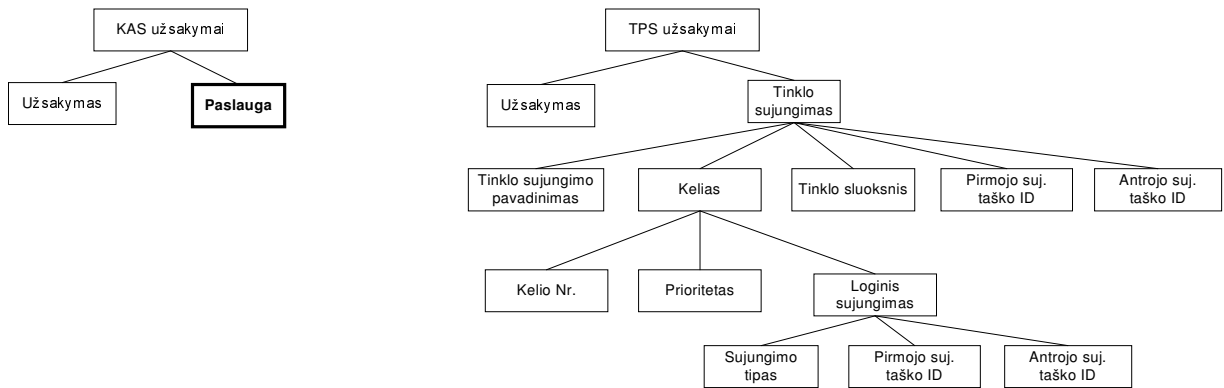 KAS užsakymai
TPS užsakymai
Užsakymas
Paslauga
Užsakymas
Tinklo
sujungimas
Tinklo sujungimo
pavadinimas
Kelias
Tinklo sluoksnis
Pirmojo suj.
taško ID
Antrojo suj.
taško ID
Kelio Nr.
Prioritetas
Loginis
sujungimas
Sujungimo
tipas
Pirmojo suj.
taško ID
Antrojo suj.
taško ID